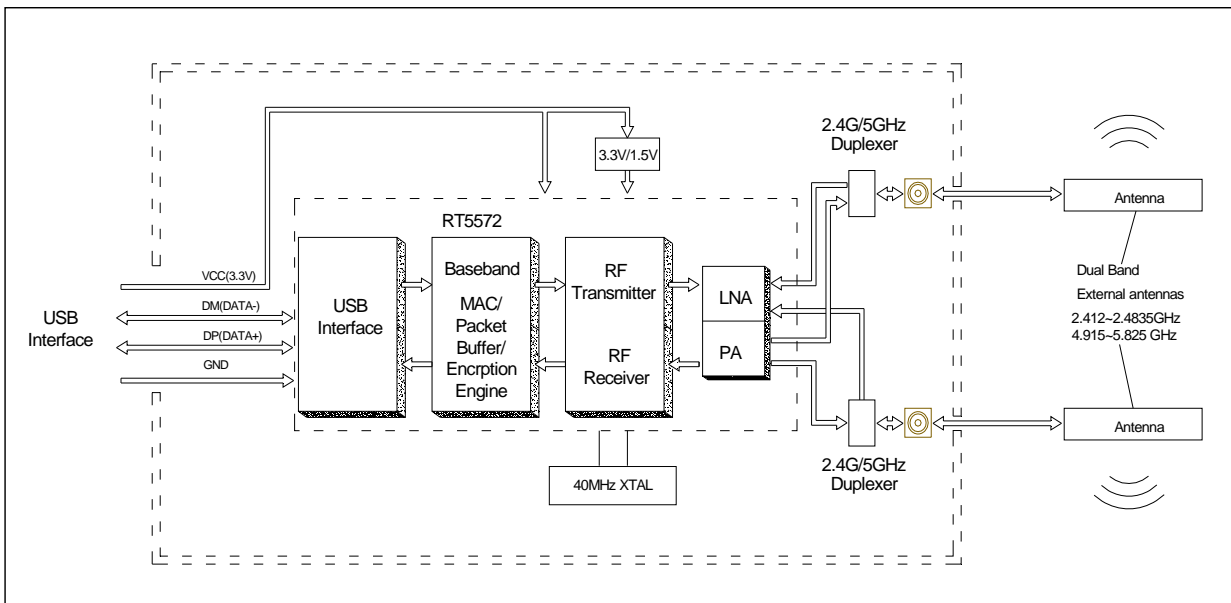 2.4G/5GHz
Duplexer
3.3V/1.5V
Antenna
RT5572
VCC(3.3V)
DM(DATA-)
DP(DATA+)
GND
USB
Interface
USB
Interface
Baseband
MAC/
Packet
Buffer/
Encrption
Engine
RF
Transmitter
RF
Receiver
LNA
PA
Dual Band
External antennas
2.412~2.4835GHz
4.915~5.825 GHz
Antenna
2.4G/5GHz
Duplexer
40MHz XTAL